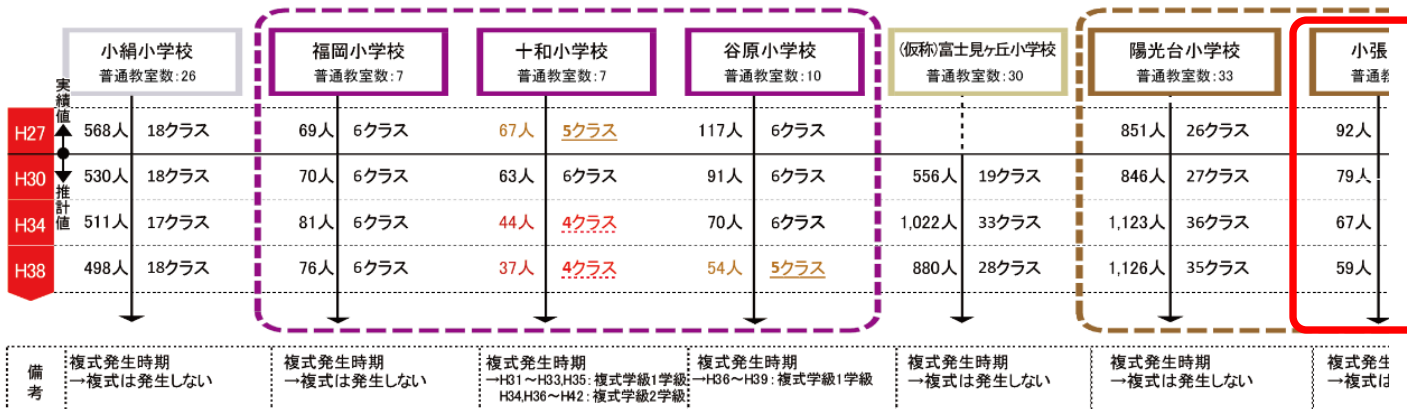 小絹小学校
普通教室数:26
福岡小学校
普通教室数:7
十和小学校
普通教室数:7
谷原小学校
普通教室数:10
(仮称)富士見ヶ丘小学校
普通教室数:30
陽光台小学校
普通教室数:33
小張
普通教
実績値
推計値
H27 568人 18クラス 69人 6クラス 67人 5クラス 117人 6クラス 851人 26クラス 92人
H30 530人 18クラス 70人 6クラス 63人 6クラス 91人 6クラス 556人 19クラス 846人 27クラス 79人
H34 511人 17クラス 81人 6クラス 44人 4クラス 70人 6クラス 1,022人 33クラス 1,123人 36クラス 67人
H38 498人 18クラス 76人 6クラス 37人 4クラス 54人 5クラス 880人 28クラス 1,126人 35クラス 59人
備考
複式発生時期
→複式は発生しない
複式発生時期
→複式は発生しない
複式発生時期
→H31~H33,H35:複式学級1学級
H34,H36~H42:複式学級2学級
複式発生時期
→H36~H39:複式学級1学級
複式発生時期
→複式は発生しない
複式発生時期
→複式は発生しない
複式発
→複式は